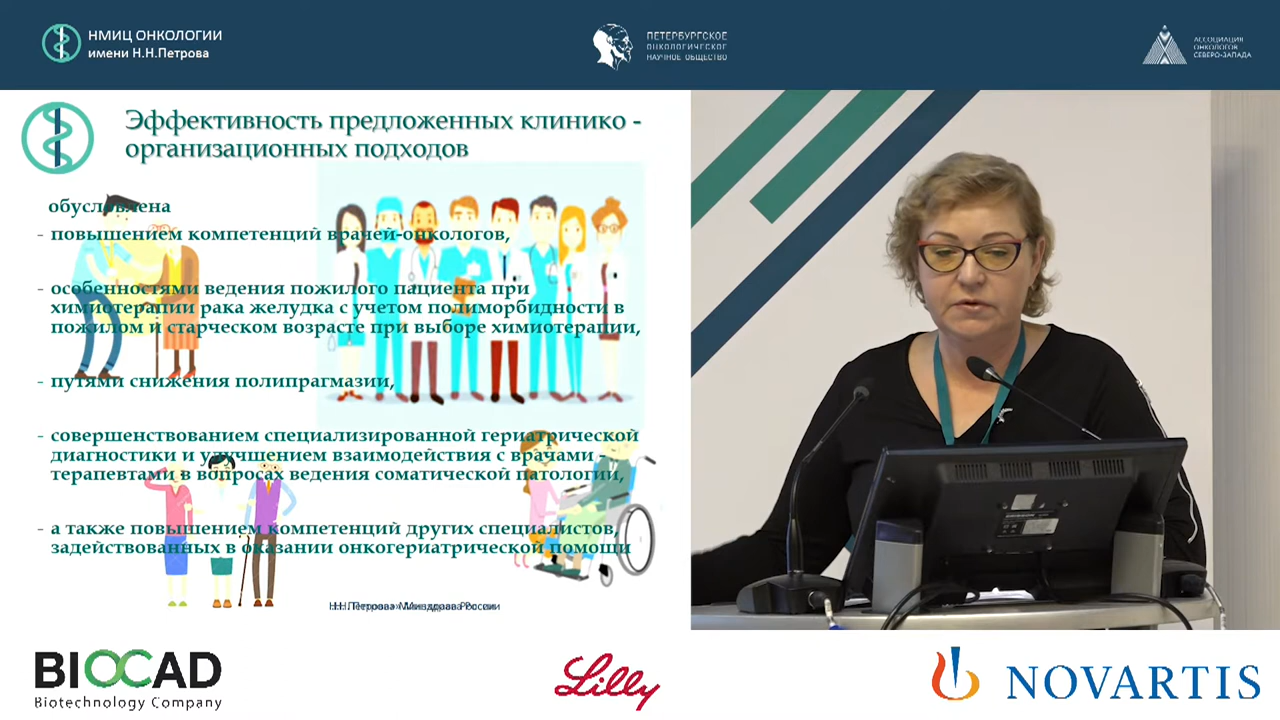 НМИЦ ОНКОЛОГИИ
имени Н.Н.Петрова
ПЕТЕРБУРГСКОЕ
ОНКОЛОГИЧЕСКОЕ
НАУЧНОЕ ОБЩЕСТВО
АССОЦИАЦИЯ
ОНКОЛОГОВ
СЕВЕРО-ЗАПАДА
Эффективность предложенных клинико -
организационных подходов
обусловлена
- повышением компетенций врачей-онкологов,
- особенностями ведения пожилого пациента при
химиотерапии рака желудка с учетом полиморбидности в
пожилом и старческом возрасте при выборе химиотерапии,
- путями снижения полипрагмазии,
- совершенствованием специализированной гериатрической
диагностики и улучшением взаимодействия с врачами -
терапевтами в вопросах ведения соматической патологии,
- а также повышением компетенций других специалистов,
задействованных в оказании онкогериатрической помощи
Н.Н. Петрова» Минздрава России
BIOCAD
Biotechnology Company
Lilly
NOVARTIS